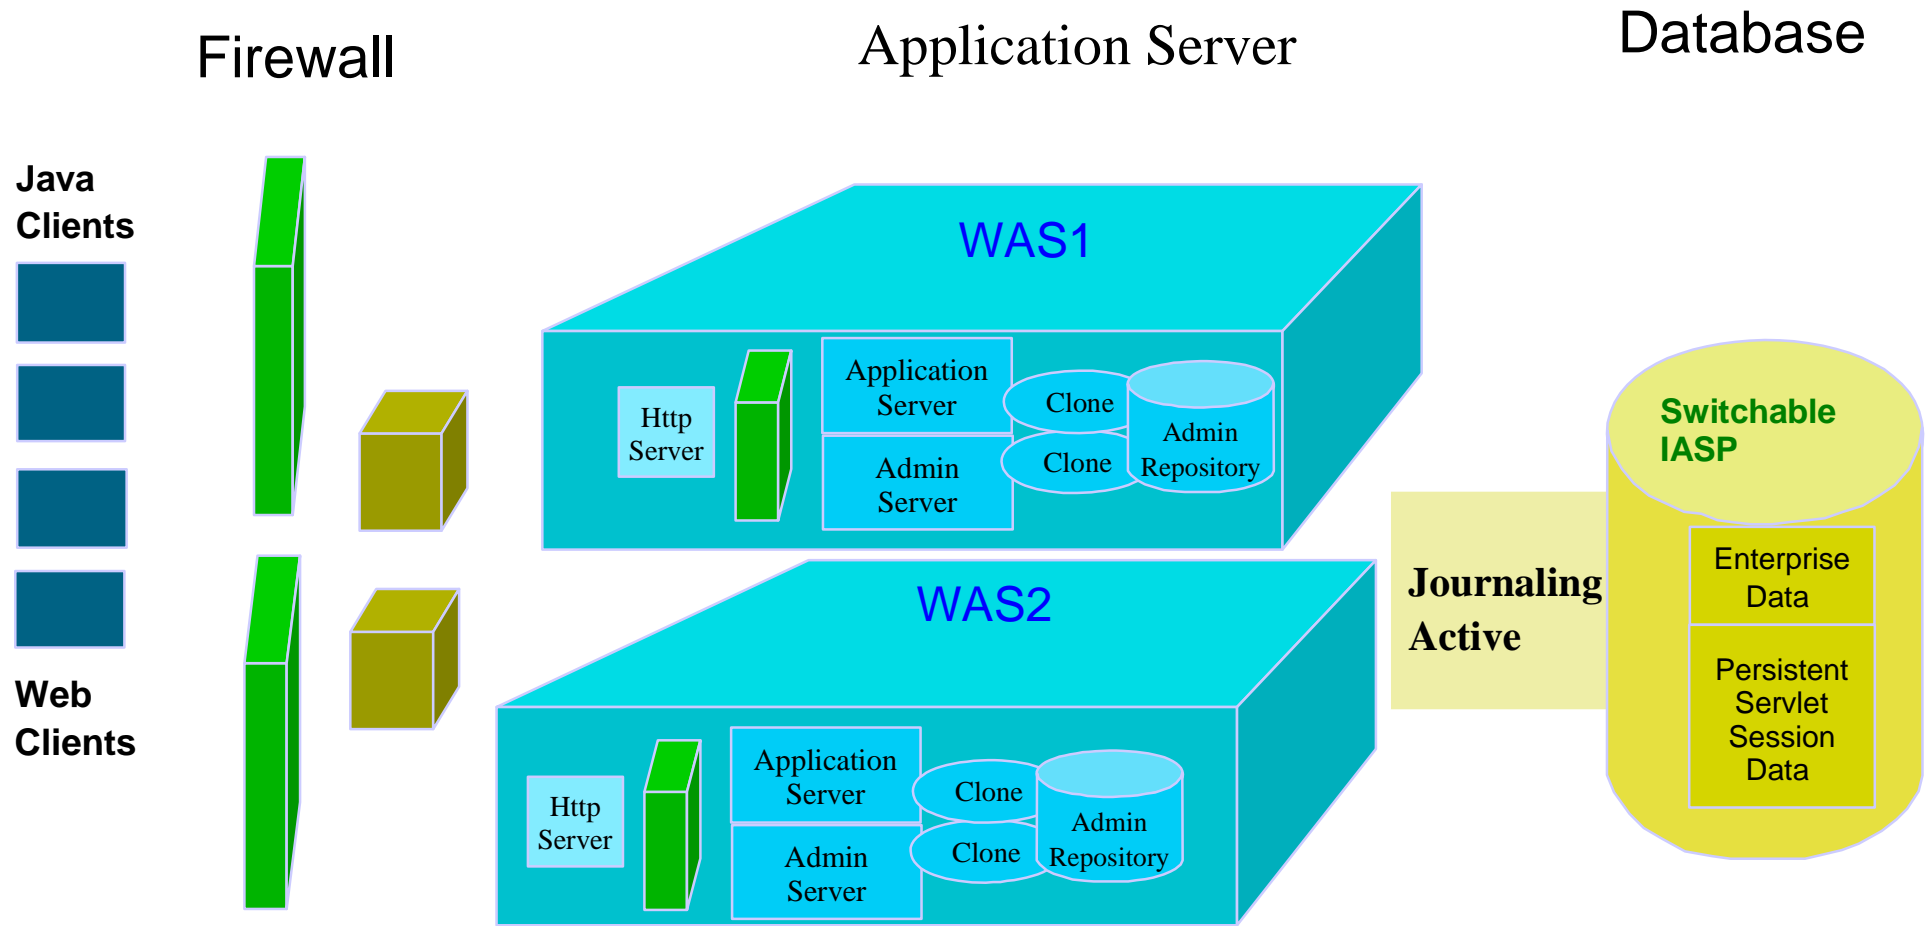 Firewall
Application Server
Database
Java
Clients
Web
Clients
WAS1
Http
Server
Application
Server
Admin
Server
Clone
Clone
Admin
Repository
WAS2
Http
Server
Application
Server
Admin
Server
Clone
Clone
Admin
Repository
Journaling
Active
Switchable
IASP
Enterprise
Data
Persistent
Servlet
Session
Data